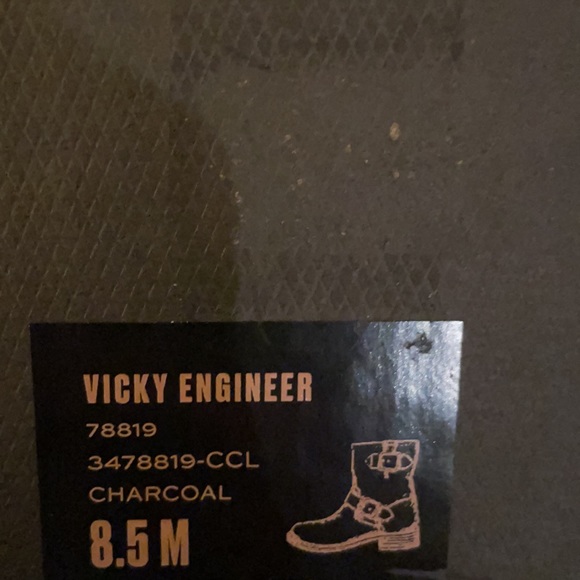 VICKY ENGINEER
78819
3478819-CCL
CHARCOAL
8.5 M